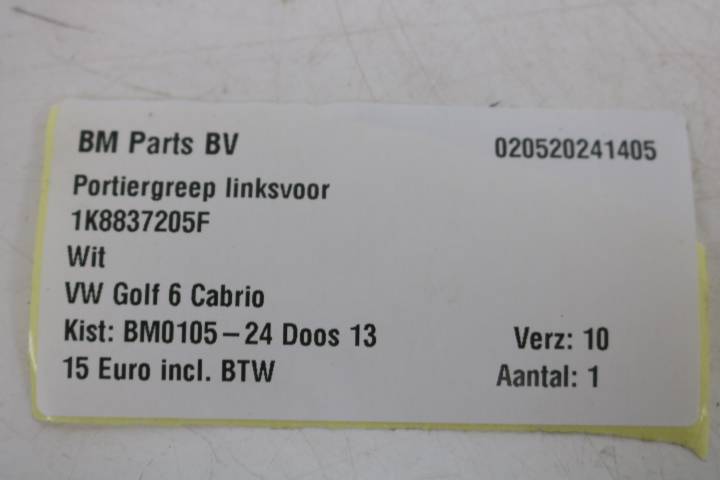 BM Parts BV 020520241405
Portiergreep linksvoor
1K8837205F
Wit
VW Golf 6 Cabrio
Kist: BM0105-24 Doos 13 Verz: 10
15 Euro incl. BTW Aantal: 1